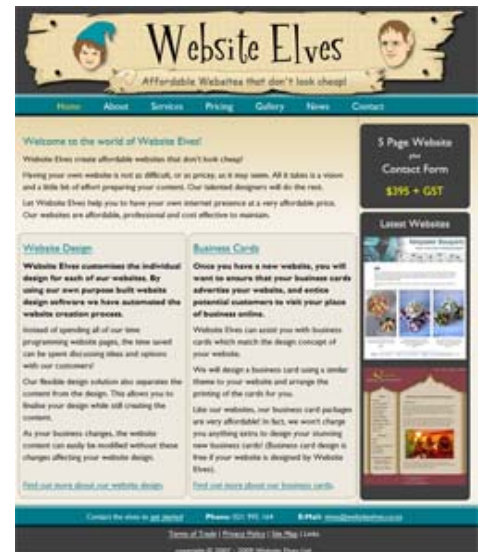 Website Elves
Affordable Websites that don't look cheap!
Home About Services Pricing Gallery News Contact
Welcome to the world of Website Elves!
Website Elves create affordable websites that don't look cheap!
Having your own website is not as difficult, or as pricey, as it may seem. All it takes is a vision
and a little bit of effort preparing your content. Our talented designers will do the rest.
Let Website Elves help you to have your own internet presence at a very affordable price.
Our websites are affordable, professional and cost effective to maintain.
Website Design
Website Elves customises the individual
design for each of our websites. By
using our own purpose built website
design software we have automated the
website creation process.
Instead of spending all of our time
programming website pages, the time saved
can be spent discussing ideas and options
with our customers!
Our flexible design solution also separates the
content from the design. This allows you to
finalise your design while still creating the
content.
As your business changes, the website
content can easily be modified without these
changes affecting your website design.
Find out more about our website design.
Business Cards
Once you have a new website, you will
want to ensure that your business cards
advertise your website, and entice
potential customers to visit your place
of business online.
Website Elves can assist you with business
cards which match the design concept of
your website.
We will design a business card using a similar
theme to your website and arrange the
printing of the cards for you.
Like our websites, our business card packages
are very affordable! In fact, we won't charge
you anything extra to design your stunning
new business cards! (Business card design is
free if your website is designed by Website
Elves).
Find out more about our business cards.
5 Page Website
plus
Contact Form
$395 + GST
Latest Websites
Contact the elves to get started Phone: 021 995 164 E-Mail:
Terms of Trade | Privacy Policy | Site Map | Links
copyright © 2007 - 2009 Website Elves Ltd